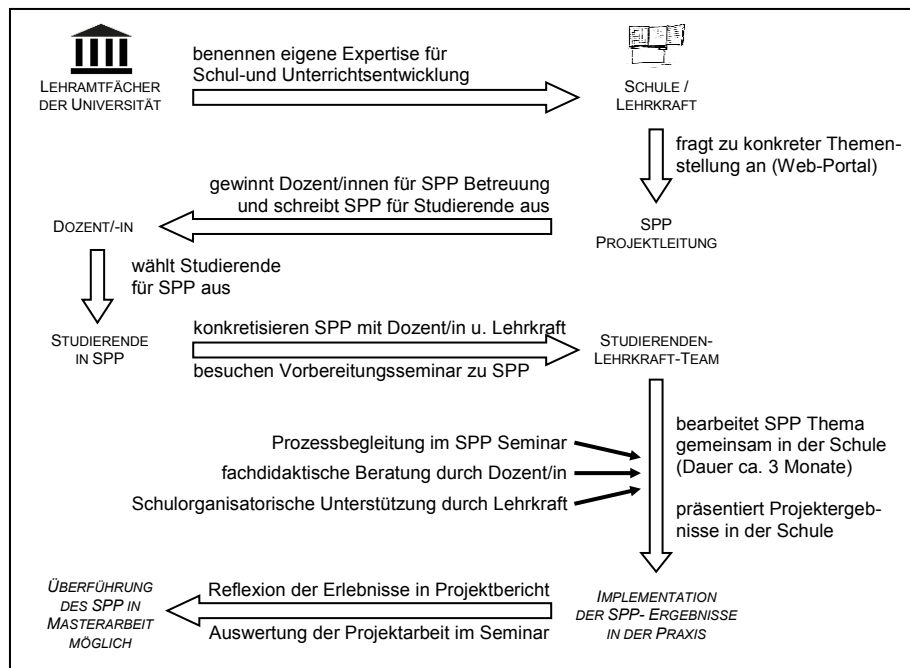 benennen eigene Expertise für
Schul-und Unterrichtsentwicklung
LEHRAMTFÄCHER
DER UNIVERSITÄT
SCHULE /
LEHRKRAFT
fragt zu konkreter Themen-
stellung an (Web-Portal)
gewinnt Dozent/innen für SPP Betreuung
und schreibt SPP für Studierende aus
DOZENT/-IN
SPP
PROJEKTLEITUNG
wählt Studierende
für SPP aus
STUDIERENDE
IN SPP
konkretisieren SPP mit Dozent/in u. Lehrkraft
besuchen Vorbereitungsseminar zu SPP
STUDIERENDEN-
LEHRKRAFT-TEAM
bearbeitet SPP Thema
gemeinsam in der Schule
(Dauer ca. 3 Monate)
Prozessbegleitung im SPP Seminar
fachdidaktische Beratung durch Dozent/in
Schulorganisatorische Unterstützung durch Lehrkraft
präsentiert Projektergeb-
nisse in der Schule
ÜBERFÜHRUNG
DES SPP IN
MASTERARBEIT
MÖGLICH
Reflexion der Erlebnisse in Projektbericht
Auswertung der Projektarbeit im Seminar
IMPLEMENTATION
DER SPP- ERGEBNISSE
IN DER PRAXIS